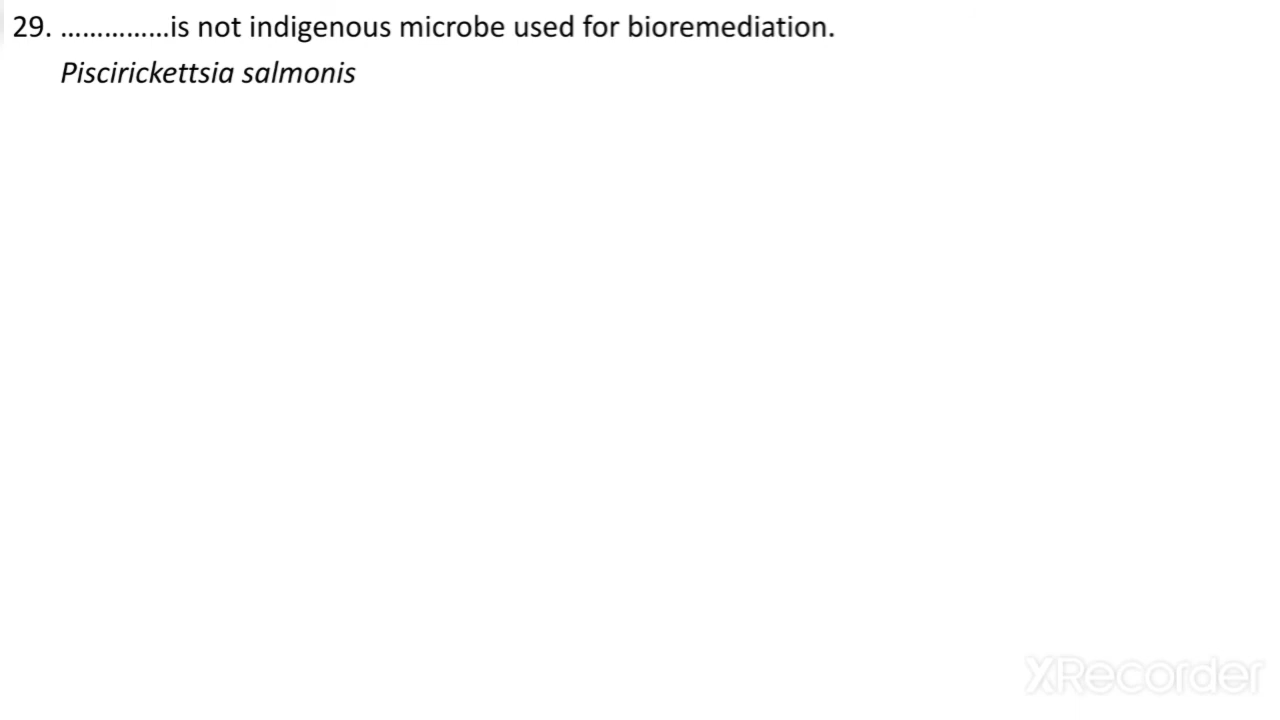 29. ……………is not indigenous microbe used for bioremediation.
Piscirickettsia salmonis
XRecorder